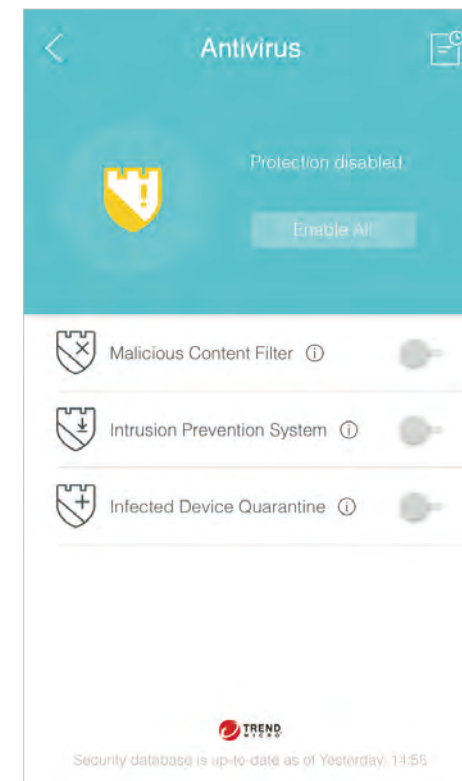 Antivirus
Protection disabled.
Enable All
Malicious Content Filter
Intrusion Prevention System
Infected Device Quarantine
TREND
MICRO
Security database is up-to-date as of Yesterday, 14:56